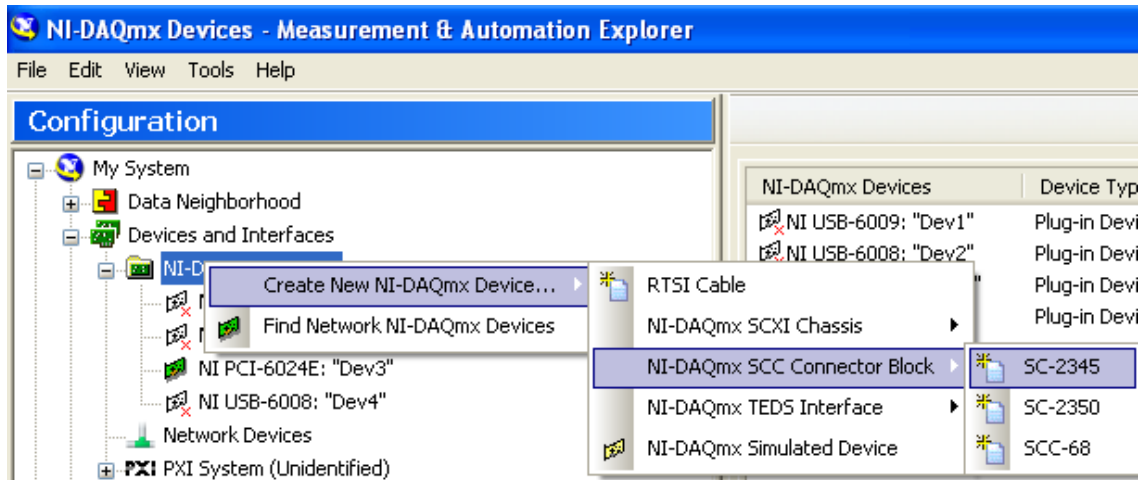 NI-DAQmx Devices - Measurement & Automation Explorer
File Edit View Tools Help
Configuration
My System
Data Neighborhood
Devices and Interfaces
NI-D
Create New NI-DAQmx Device...
Find Network NI-DAQmx Devices
NI PCI-6024E: "Dev3"
NI USB-6008: "Dev4"
Network Devices
PXI PXI System (Unidentified)
NI-DAQmx Devices Device Typ
NI USB-6009: "Dev1" Plug-in Devi
NI USB-6008: "Dev2" Plug-in Devi
Plug-in Devi
Plug-in Devi
RTSI Cable
NI-DAQmx SCXI Chassis
NI-DAQmx SCC Connector Block
NI-DAQmx TEDS Interface
NI-DAQmx Simulated Device
SC-2345
SC-2350
SCC-68